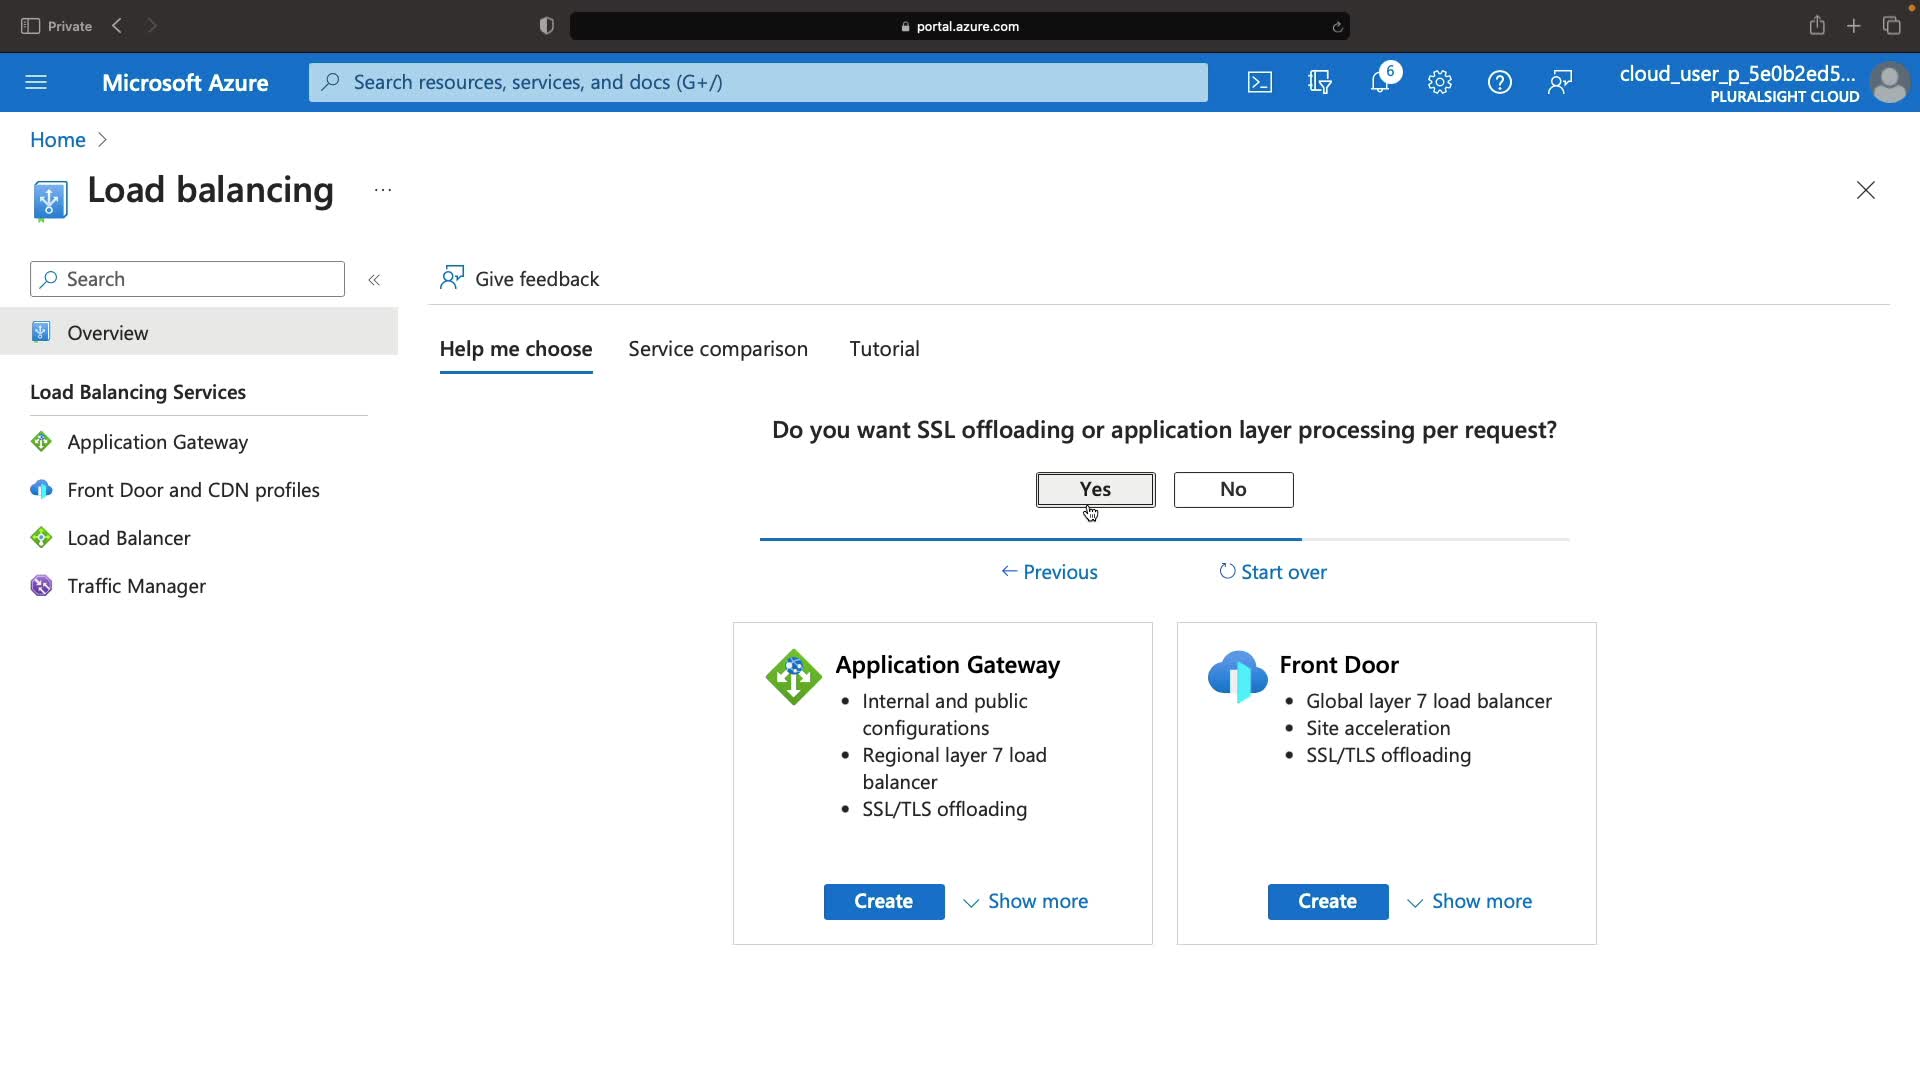 Private
portal.azure.com
Microsoft Azure
Search resources, services, and docs (G+/)
6
cloud_user_p_5e0b2ed5...
PLURALSIGHT CLOUD
Home
Load balancing
...
Search
«
Give feedback
Overview
Help me choose
Service comparison
Tutorial
Load Balancing Services
Application Gateway
Front Door and CDN profiles
Load Balancer
Traffic Manager
Do you want SSL offloading or application layer processing per request?
Yes
No
← Previous
Start over
Application Gateway
• Internal and public
configurations
• Regional layer 7 load
balancer
• SSL/TLS offloading
Create
Show more
Front Door
• Global layer 7 load balancer
• Site acceleration
• SSL/TLS offloading
Create
Show more